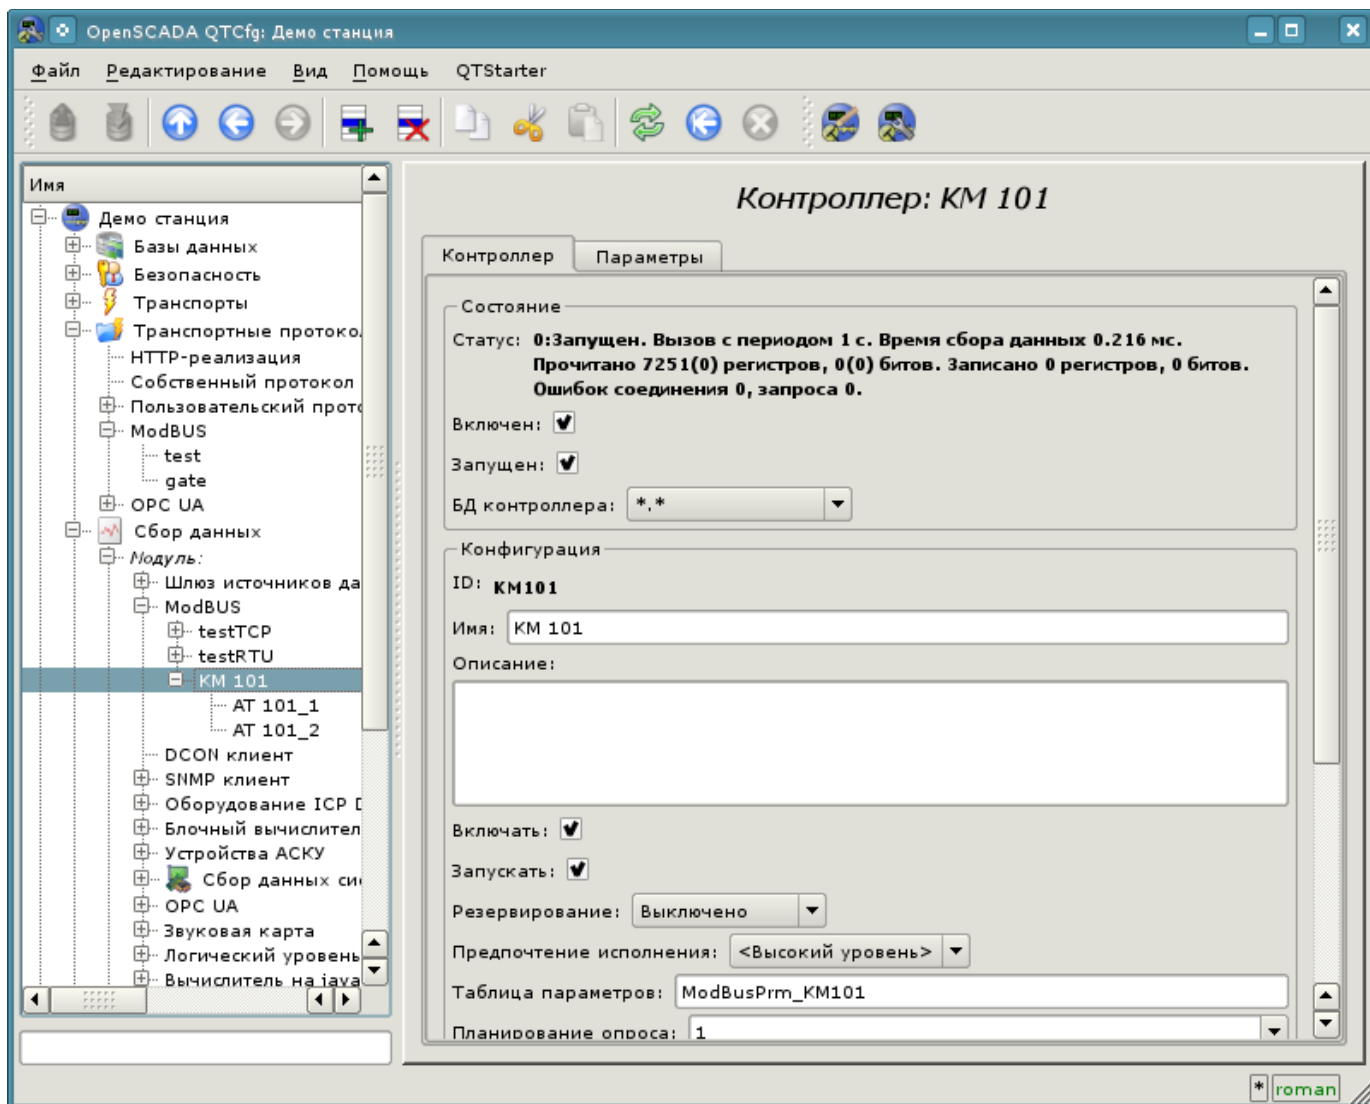 OpenSCADA QTCfg: Демо станция
Файл Редактирование Вид Помощь QTStarter
Имя
Демо станция
Базы данных
Безопасность
Транспорты
Транспортные протоко
HTTP-реализация
Собственный протокол
Пользовательский прото
ModBUS
test
gate
OPC UA
Сбор данных
Модуль:
Шлюз источников да
ModBUS
testTCP
testRTU
KM 101
AT 101_1
AT 101_2
DCON клиент
SNMP клиент
Оборудование ICP D
Блочный вычислител
Устройства АСКУ
Сбор данных си
OPC UA
Звуковая карта
Логический уровень
Вычислитель на java
Контроллер: KM 101
Контроллер Параметры
Состояние
Статус: 0:Запущен. Вызов с периодом 1 с. Время сбора данных 0.216 мс.
Прочитано 7251(0) регистров, 0(0) битов. Записано 0 регистров, 0 битов.
Ошибок соединения 0, запроса 0.
Включен:
Запущен:
БД контроллера: *.*
Конфигурация
ID: KM101
Имя: KM 101
Описание:
Включать:
Запускать:
Резервирование: Выключено
Предпочтение исполнения: <Высокий уровень>
Таблица параметров: ModBusPrm_KM101
Планирование опроса: 1
* roman